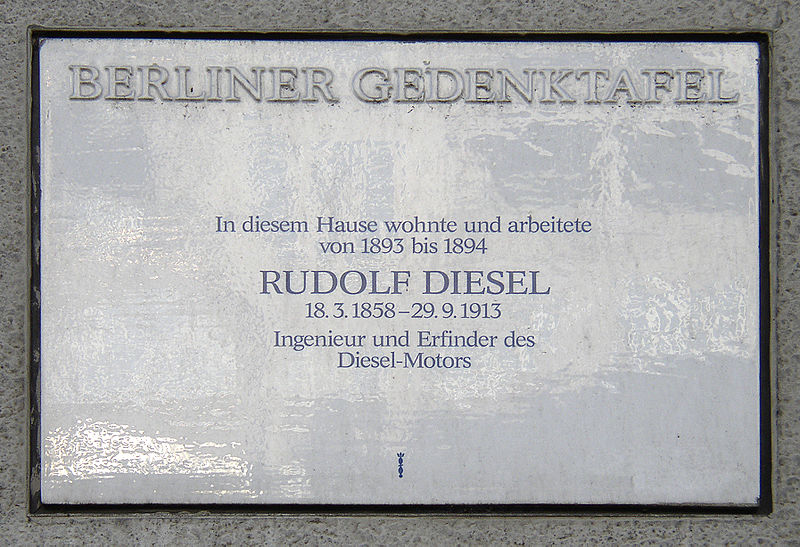 BERLINER GEDENKTAFEL
In diesem Hause wohnte und arbeitete
von 1893 bis 1894
RUDOLF DIESEL
18. 3. 1858 – 29. 9. 1913
Ingenieur und Erfinder des
Diesel-Motors